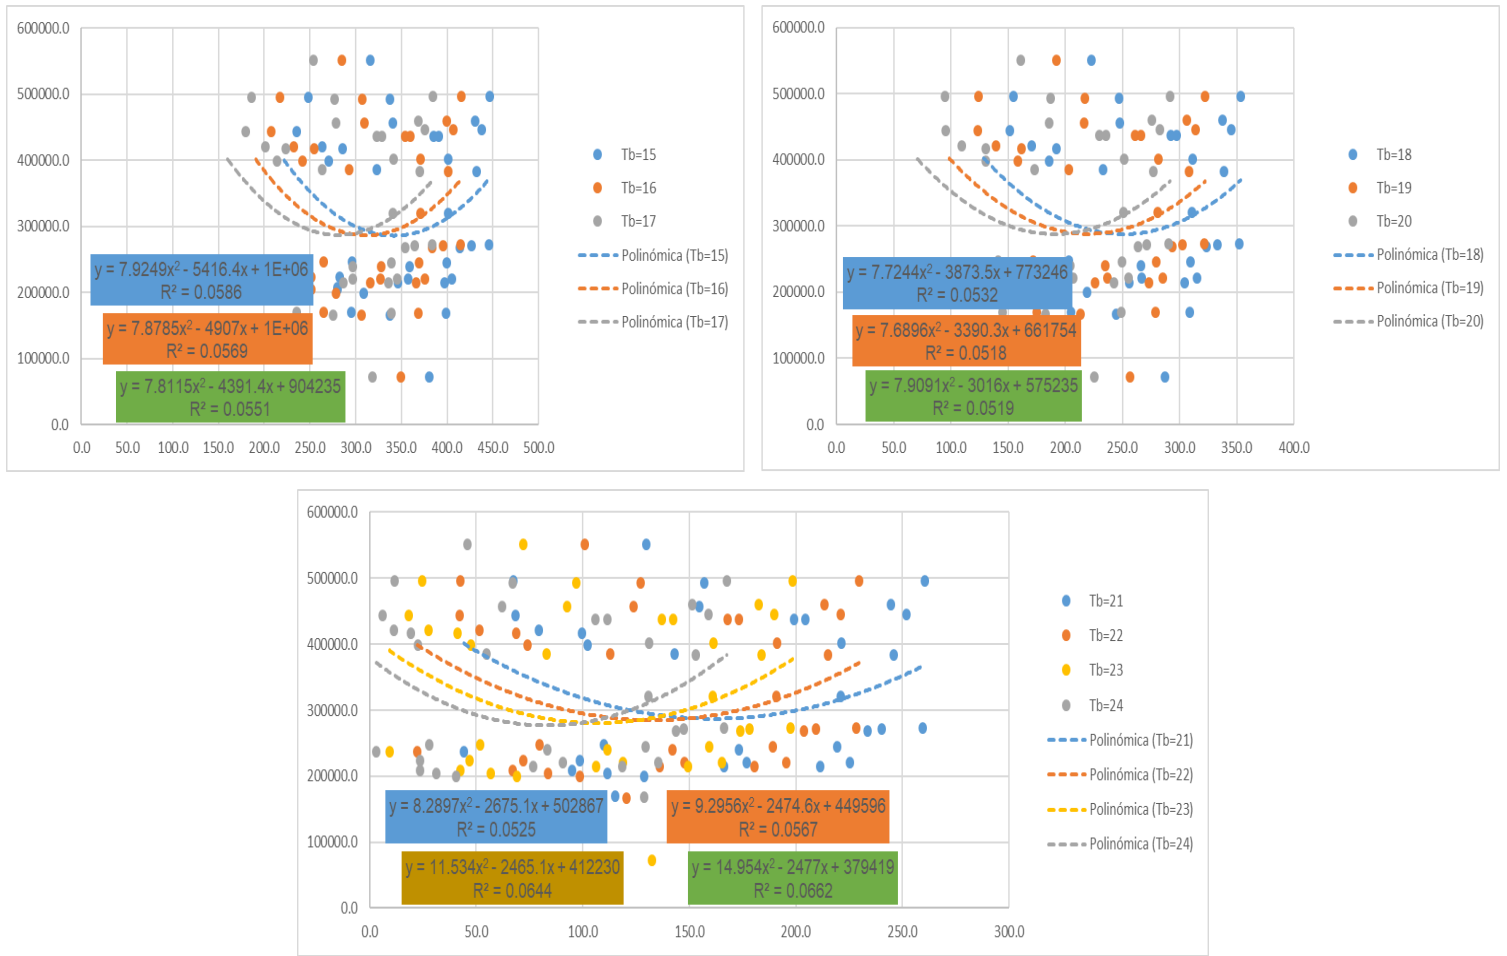 600000.0
500000.0
400000.0
300000.0
200000.0
100000.0
0.0
0.0 50.0 100.0 150.0 200.0 250.0 300.0 350.0 400.0 450.0 500.0
y = 7.9249x² - 5416.4x + 1E+06
R² = 0.0586
y = 7.8785x² - 4907x + 1E+06
R² = 0.0569
y = 7.8115x² - 4391.4x + 904235
R² = 0.0551
Tb=15
Tb=16
Tb=17
Polinómica (Tb=15)
Polinómica (Tb=16)
Polinómica (Tb=17)
600000.0
500000.0
400000.0
300000.0
200000.0
100000.0
0.0
0.0 50.0 100.0 150.0 200.0 250.0 300.0 350.0 400.0
y = 7.7244x² - 3873.5x + 773246
R² = 0.0532
y = 7.6896x² - 3390.3x + 661754
R² = 0.0518
y = 7.9091x² - 3016x + 575235
R² = 0.0519
Tb=18
Tb=19
Tb=20
Polinómica (Tb=18)
Polinómica (Tb=19)
Polinómica (Tb=20)
600000.0
500000.0
400000.0
300000.0
200000.0
100000.0
0.0
0.0 50.0 100.0 150.0 200.0 250.0 300.0
y = 8.2897x² - 2675.1x + 502867
R² = 0.0525
y = 9.2956x² - 2474.6x + 449596
R² = 0.0567
y = 11.534x² - 2465.1x + 412230
R² = 0.0644
y = 14.954x² - 2477x + 379419
R² = 0.0662
Tb=21
Tb=22
Tb=23
Tb=24
Polinómica (Tb=21)
Polinómica (Tb=22)
Polinómica (Tb=23)
Polinómica (Tb=24)